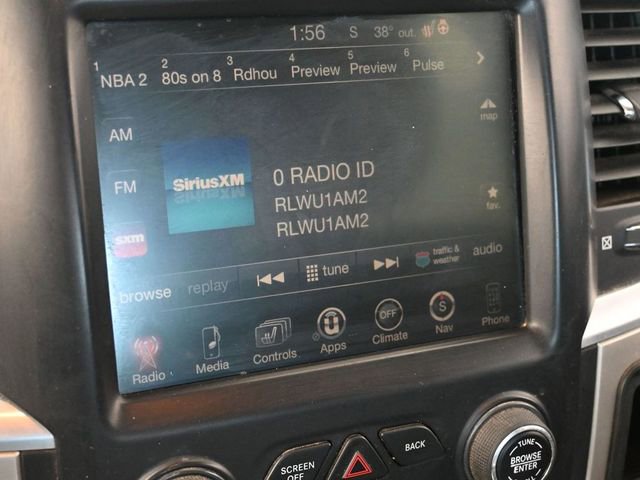 1:56 S 38° out.
1 NBA 2 2 80s on 8 3 Rdhou 4 Preview 5 Preview 6 Pulse
map
AM
SiriusXM
0 RADIO ID
FM
RLWU1AM2
fav.
RLWU1AM2
sxm
browse replay tune traffic & weather audio
Radio Media Controls Apps OFF Climate S Nav Phone
SCREEN OFF
BACK
TUNE
BROWSE
ENTER